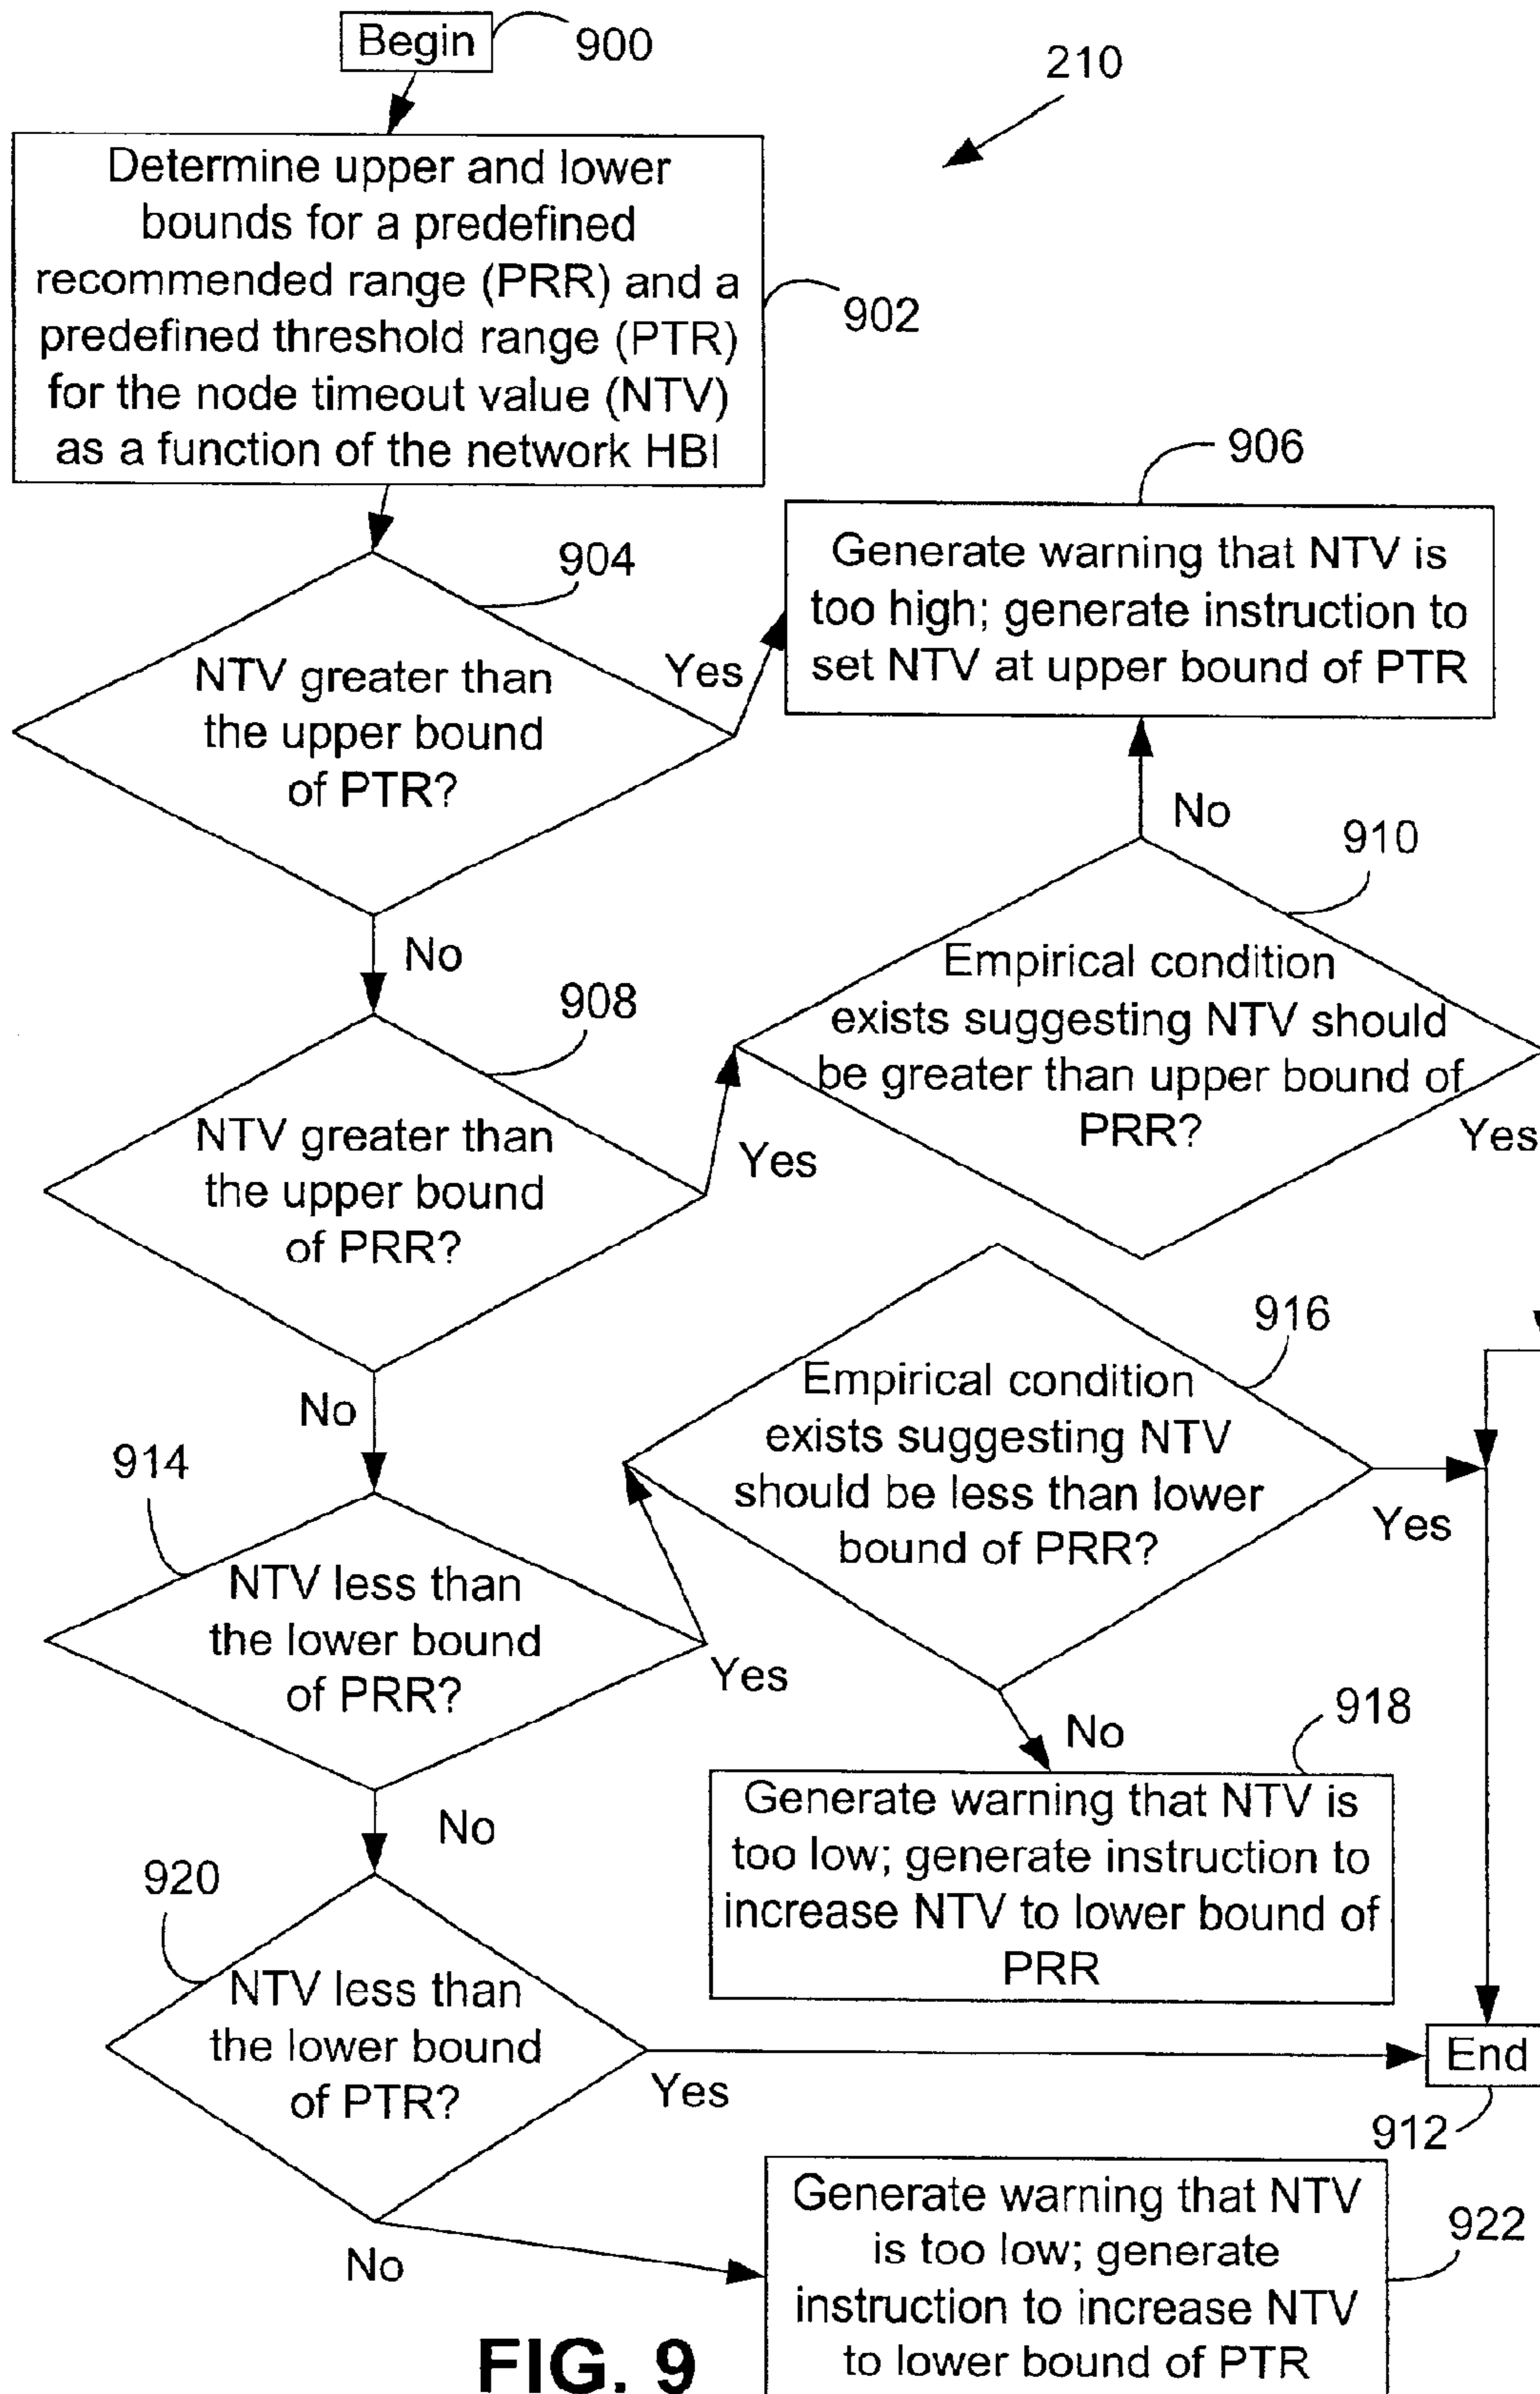 Begin
900
210
Determine upper and lower
bounds for a predefined
recommended range (PRR) and a
predefined threshold range (PTR)
for the node timeout value (NTV)
as a function of the network HBI
902
906
Generate warning that NTV is
too high; generate instruction to
set NTV at upper bound of PTR
904
NTV greater than
the upper bound
of PTR?
Yes
No
No
910
Empirical condition
exists suggesting NTV should
be greater than upper bound of
PRR?
Yes
908
NTV greater than
the upper bound
of PRR?
Yes
No
916
Empirical condition
exists suggesting NTV
should be less than lower
bound of PRR?
Yes
No
914
NTV less than
the lower bound
of PRR?
Yes
No
918
Generate warning that NTV is
too low; generate instruction to
increase NTV to lower bound of
PRR
920
NTV less than
the lower bound
of PTR?
Yes
No
End
912
Generate warning that NTV
is too low; generate
instruction to increase NTV
to lower bound of PTR
922
FIG. 9